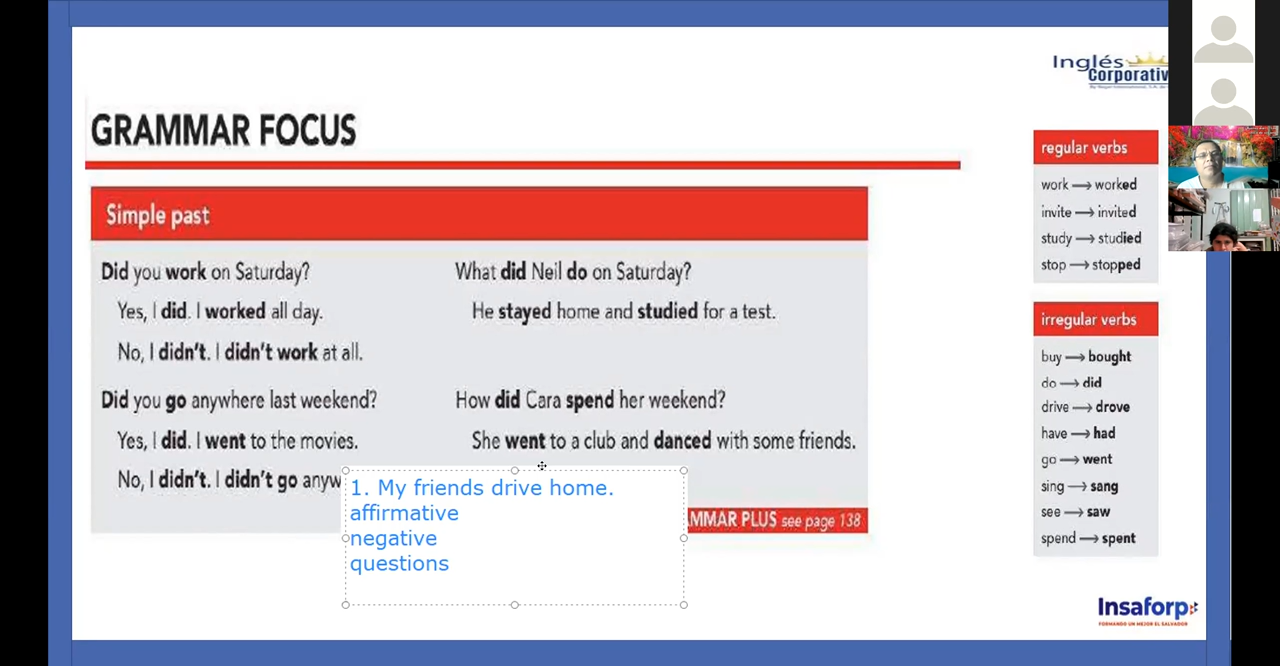 Inglés
Corporativ
GRAMMAR FOCUS
Simple past
Did you work on Saturday?
Yes, I did. I worked all day.
No, I didn't. I didn't work at all.
Did you go anywhere last weekend?
Yes, I did. I went to the movies.
No, I didn't. I didn't go anyw
What did Neil do on Saturday?
He stayed home and studied for a test.
How did Cara spend her weekend?
She went to a club and danced with some friends.
MMAR PLUS see page 138
1. My friends drive home.
affirmative
negative
questions
regular verbs
work → worked
invite → invited
study → studied
stop → stopped
irregular verbs
buy → bought
do → did
drive → drove
have → had
go → went
sing → sang
see → saw
spend → spent
Insaforp
FORMANDO UN MEJOR EL SALVADOR